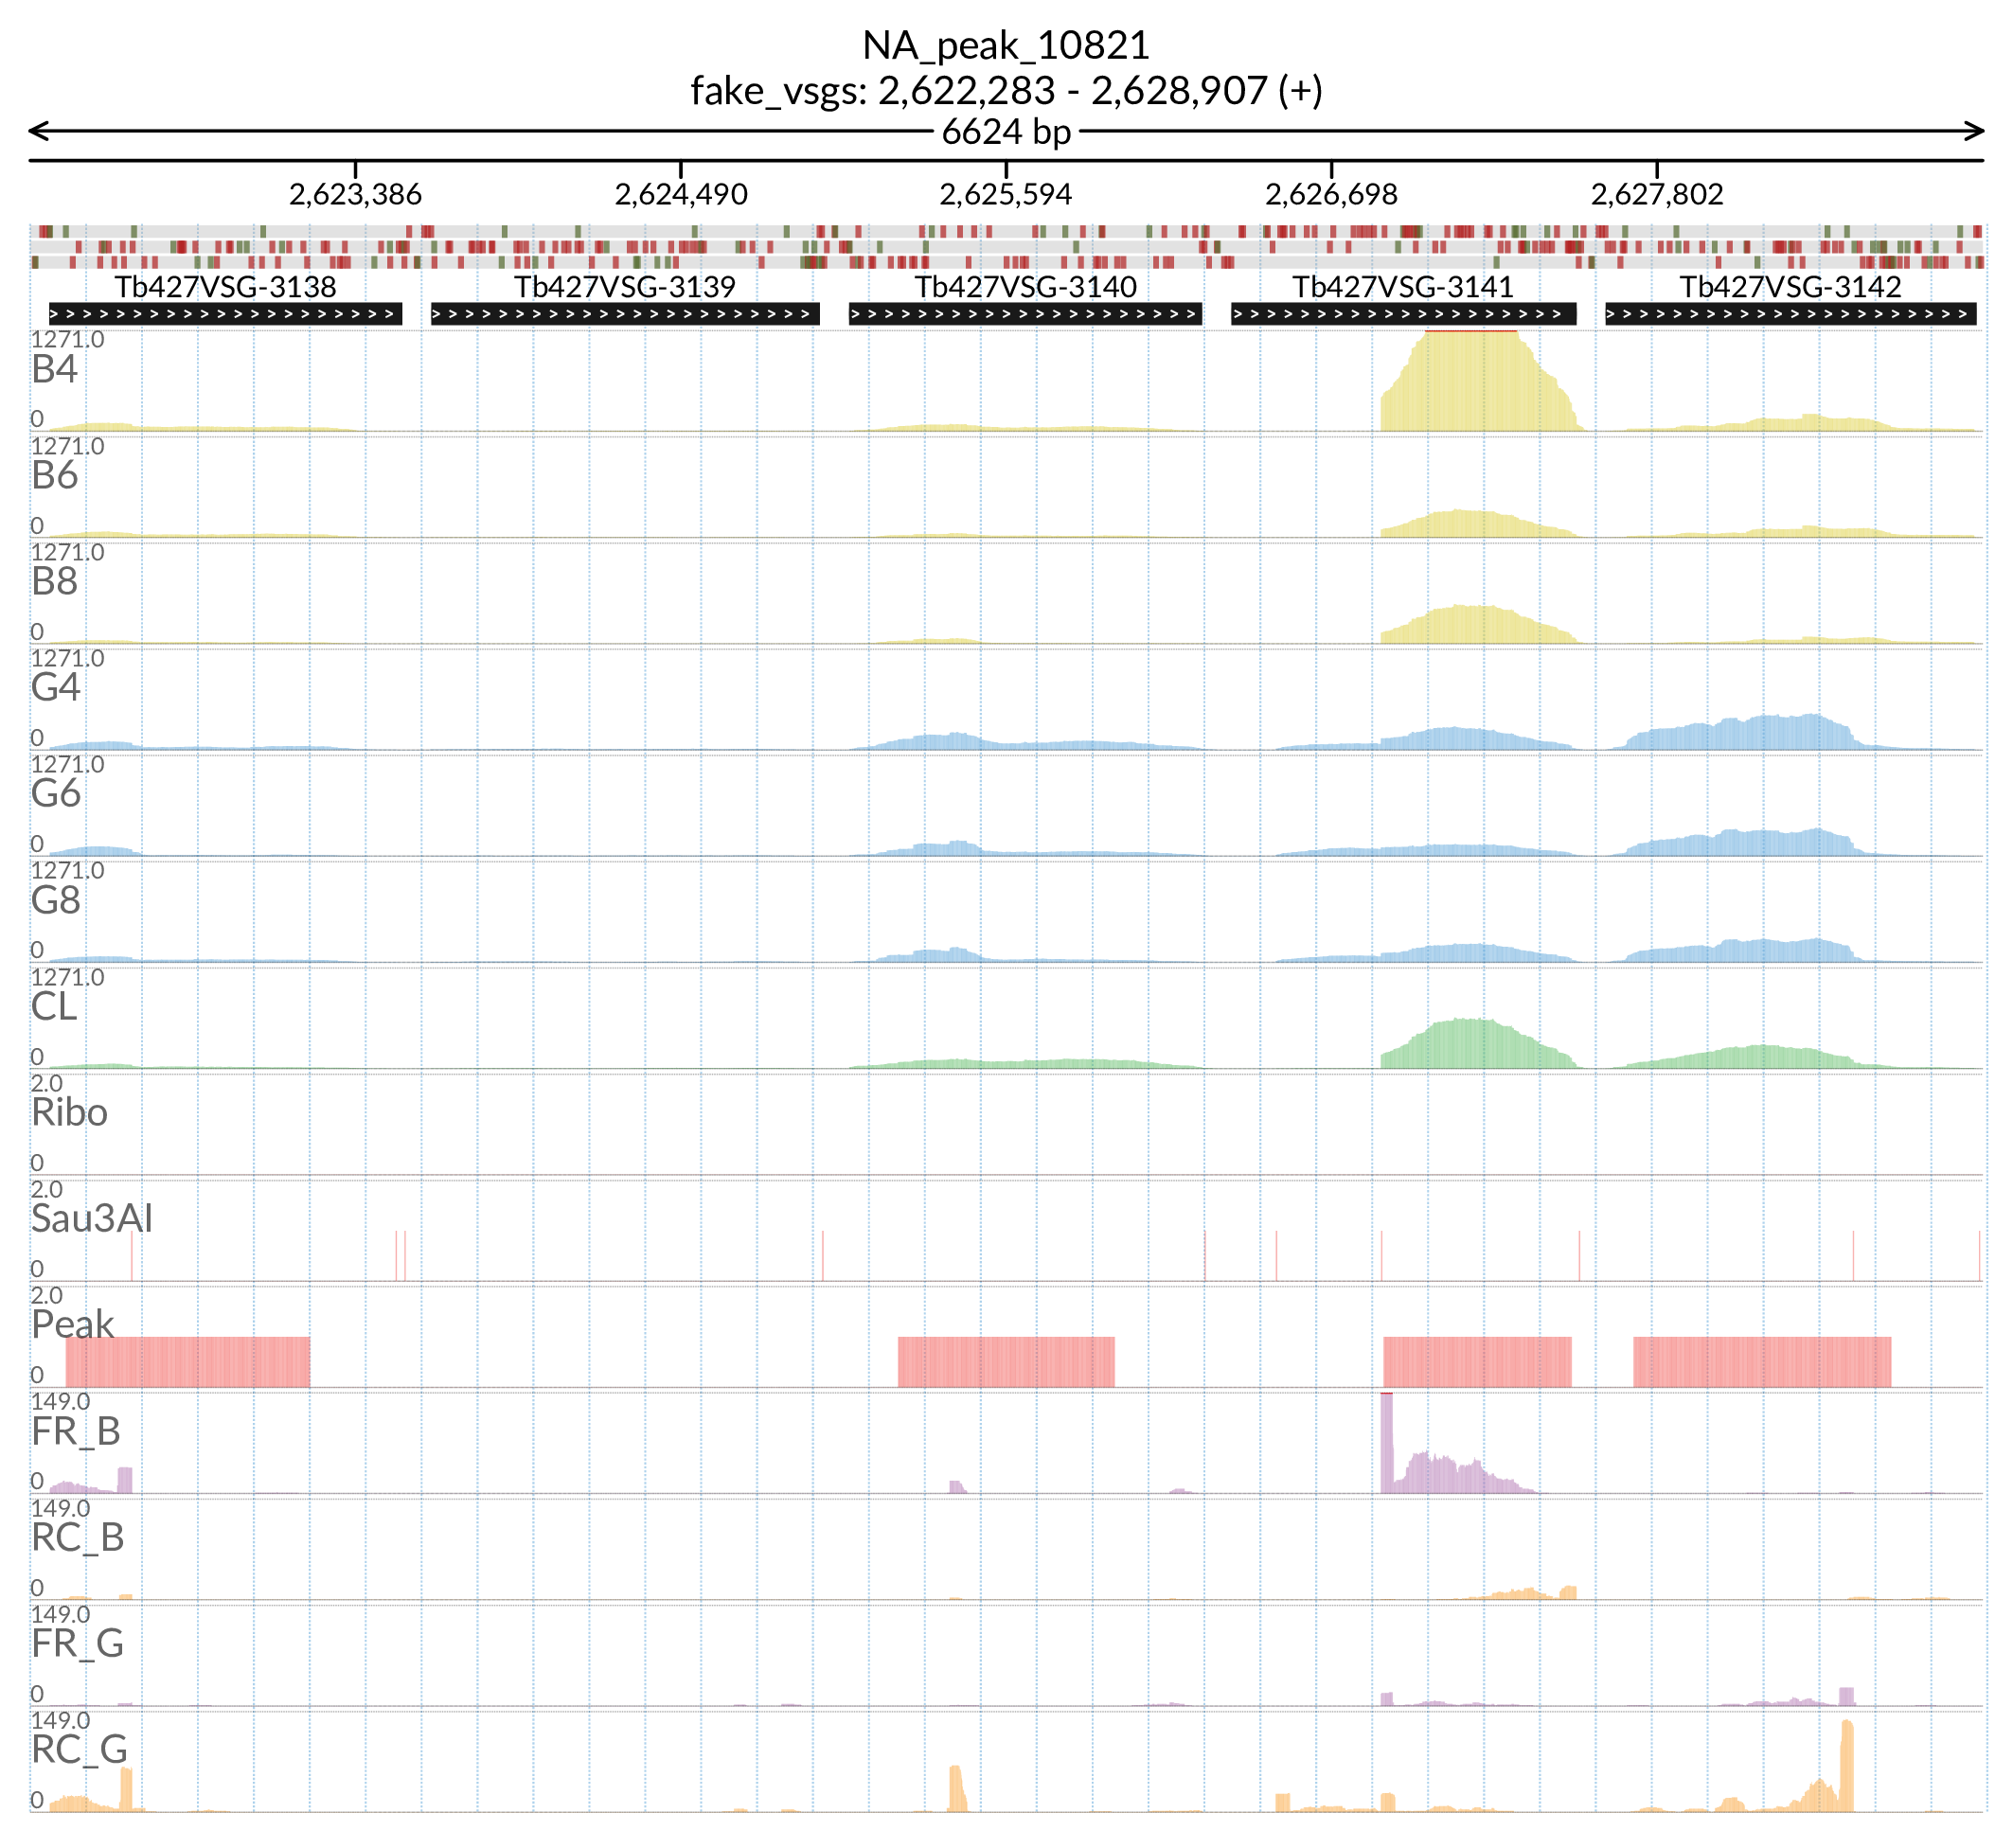 NA_peak_10821
fake_vsgs: 2,622,283 - 2,628,907 (+)
6624 bp
2,623,386 2,624,490 2,625,594 2,626,698 2,627,802
Tb427VSG-3138 Tb427VSG-3139 Tb427VSG-3140 Tb427VSG-3141 Tb427VSG-3142
1271.0
B4
0
1271.0
B6
0
1271.0
B8
0
1271.0
G4
0
1271.0
G6
0
1271.0
G8
0
1271.0
CL
0
2.0
Ribo
0
2.0
Sau3AI
0
2.0
Peak
0
149.0
FR_B
0
149.0
RC_B
0
149.0
FR_G
0
149.0
RC_G
0